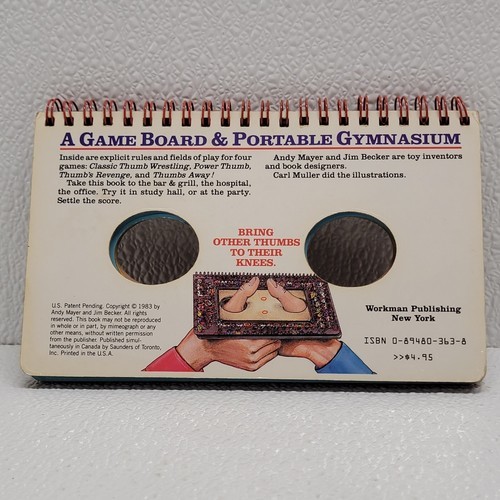 A GAME BOARD & PORTABLE GYMNASIUM
Inside are explicit rules and fields of play for four
games: Classic Thumb Wrestling, Power Thumb,
Thumb's Revenge, and Thumbs Away!
Take this book to the bar & grill, the hospital,
the office. Try it in study hall, or at the party.
Settle the score.
Andy Mayer and Jim Becker are toy inventors
and book designers.
Carl Muller did the illustrations.
BRING
OTHER THUMBS
TO THEIR
KNEES.
U.S. Patent Pending. Copyright © 1983 by
Andy Mayer and Jim Becker. All rights
reserved. This book may not be reproduced
in whole or in part, by mimeograph or any
other means, without written permission
from the publisher. Published simul-
taneously in Canada by Saunders of Toronto,
Inc. Printed in the U.S.A.
Workman Publishing
New York
ISBN 0-89480-363-8
>>$4.95